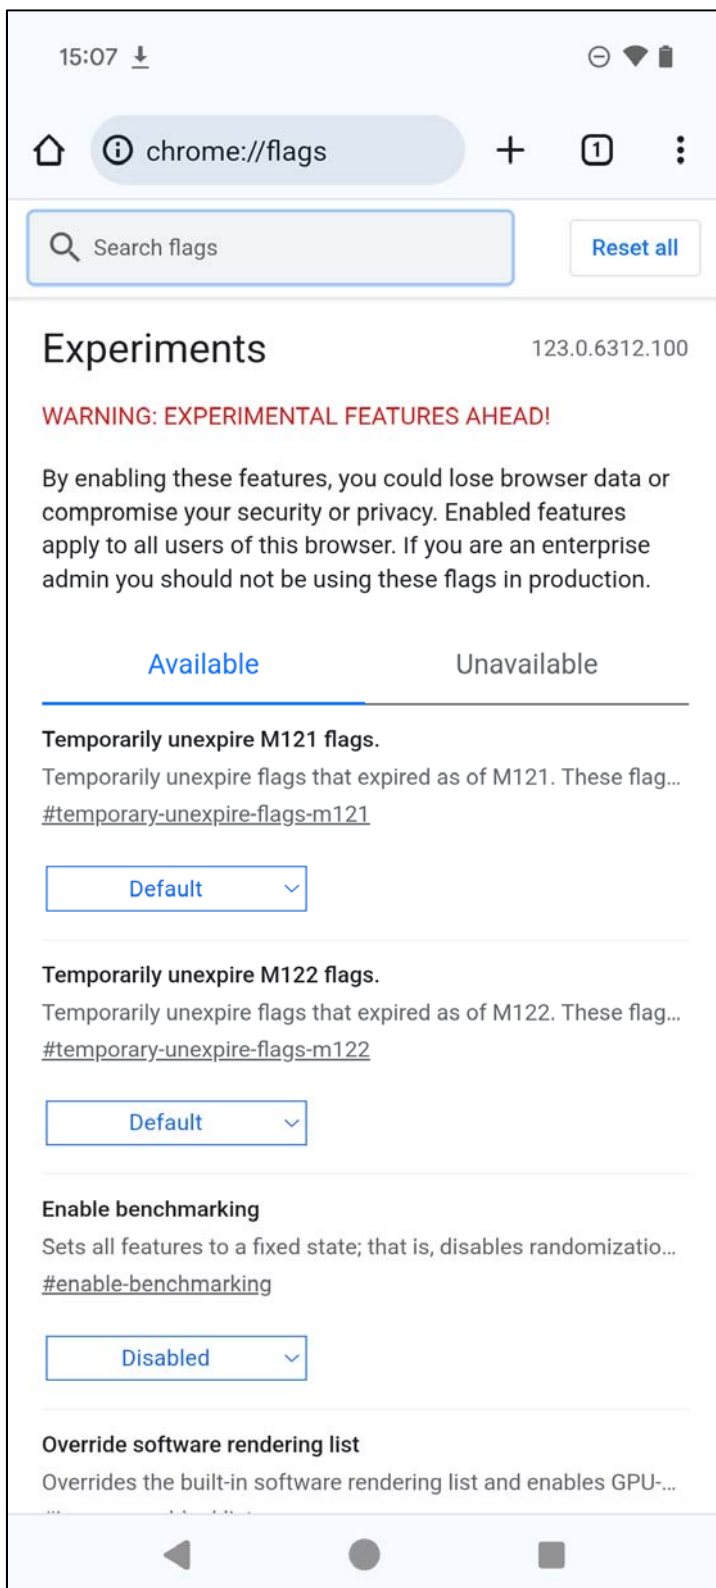 15:07
chrome://flags
1
Search flags
Reset all
Experiments
123.0.6312.100
WARNING: EXPERIMENTAL FEATURES AHEAD!
By enabling these features, you could lose browser data or
compromise your security or privacy. Enabled features
apply to all users of this browser. If you are an enterprise
admin you should not be using these flags in production.
Available
Unavailable
Temporarily unexpire M121 flags.
Temporarily unexpire flags that expired as of M121. These flag...
#temporary-unexpire-flags-m121
Default
Temporarily unexpire M122 flags.
Temporarily unexpire flags that expired as of M122. These flag...
#temporary-unexpire-flags-m122
Default
Enable benchmarking
Sets all features to a fixed state; that is, disables randomizatio...
#enable-benchmarking
Disabled
Override software rendering list
Overrides the built-in software rendering list and enables GPU-...